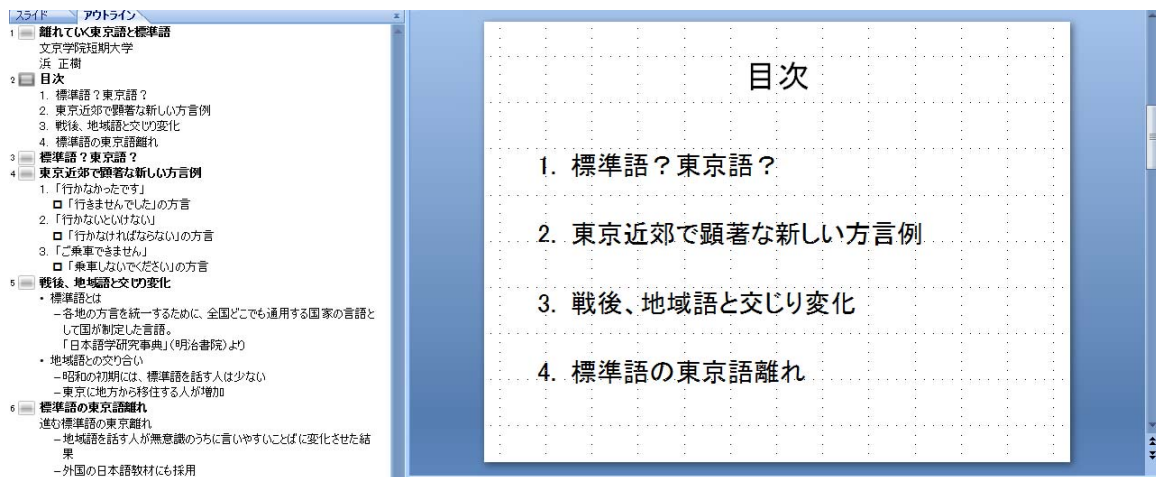 スライド
アウトライン
x
1 離れていく東京語と標準語
文京学院短期大学
浜 正樹
2 目次
1. 標準語？東京語？
2. 東京近郊で顕著な新しい方言例
3. 戦後、地域語と交じり変化
4. 標準語の東京語離れ
3 標準語？東京語？
4 東京近郊で顕著な新しい方言例
1. 「行かなかったです」
「行きませんでした」の方言
2. 「行かないといけない」
「行かなければならない」の方言
3. 「ご乗車できません」
「乗車しないでください」の方言
5 戦後、地域語と交じり変化
• 標準語とは
–各地の方言を統一するために、全国どこでも通用する国家の言語と
して国が制定した言語。
「日本語学研究事典」（明治書院）より
• 地域語との交り合い
–昭和の初期には、標準語を話す人は少ない
–東京に地方から移住する人が増加
6 標準語の東京語離れ
進む標準語の東京離れ
–地域語を話す人が無意識のうちに言いやすいことばに変化させた結
果
–外国の日本語教材にも採用
目次
1. 標準語？東京語？
2. 東京近郊で顕著な新しい方言例
3. 戦後、地域語と交じり変化
4. 標準語の東京語離れ